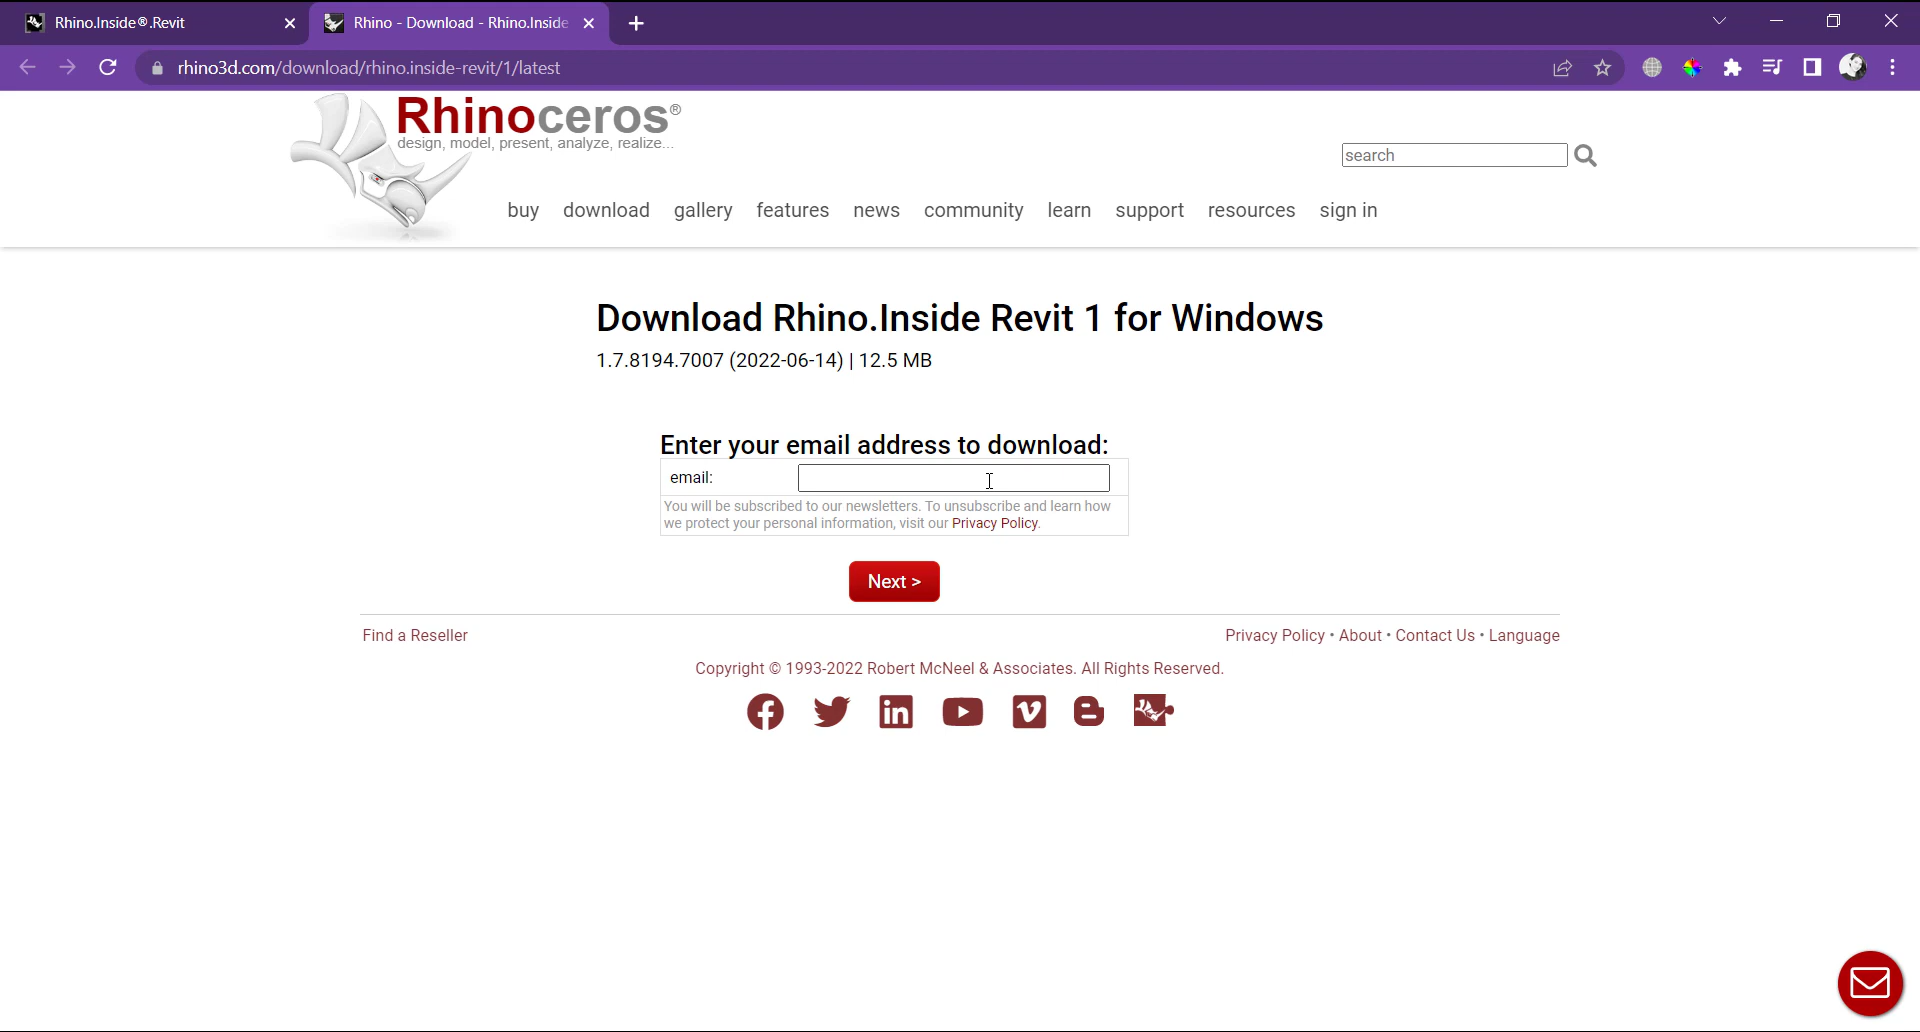 Rhino.Inside®.Revit
Rhino - Download - Rhino.Inside
rhino3d.com/download/rhino.inside-revit/1/latest
Rhinoceros®
design, model, present, analyze, realize...
search
buy download gallery features news community learn support resources sign in
Download Rhino.Inside Revit 1 for Windows
1.7.8194.7007 (2022-06-14) | 12.5 MB
Enter your email address to download:
email:
You will be subscribed to our newsletters. To unsubscribe and learn how
we protect your personal information, visit our Privacy Policy.
Next >
Find a Reseller
Privacy Policy • About • Contact Us • Language
Copyright © 1993-2022 Robert McNeel & Associates. All Rights Reserved.